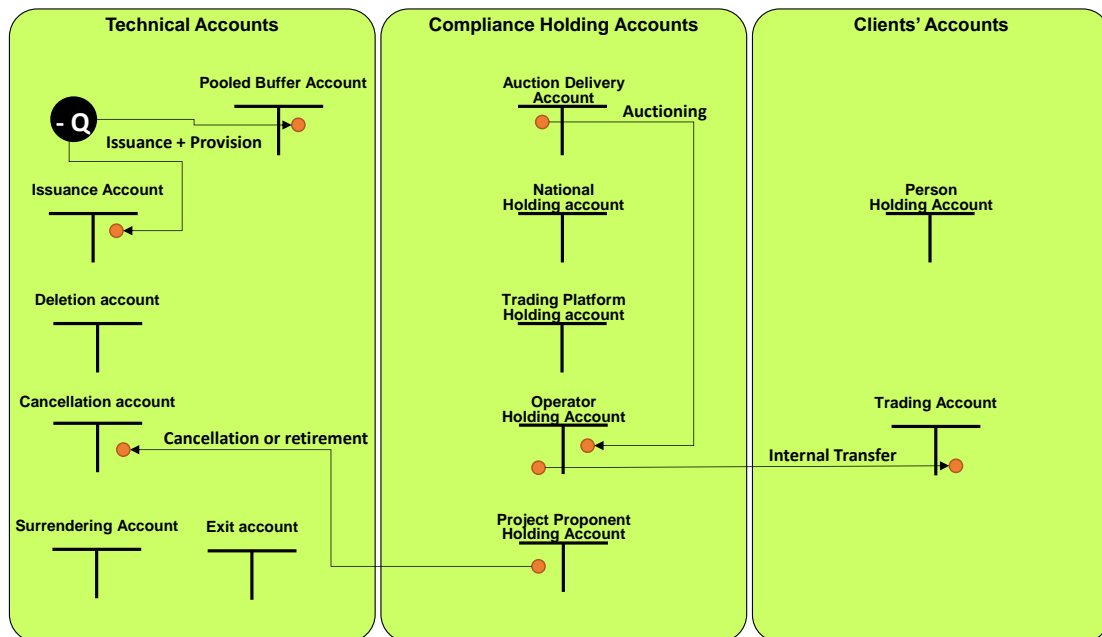 Technical Accounts
Pooled Buffer Account
- Q
Issuance + Provision
Issuance Account
Deletion account
Cancellation account
Cancellation or retirement
Surrendering Account
Exit account
Compliance Holding Accounts
Auction Delivery
Account
Auctioning
National
Holding account
Trading Platform
Holding account
Operator
Holding Account
Internal Transfer
Project Proponent
Holding Account
Clients' Accounts
Person
Holding Account
Trading Account